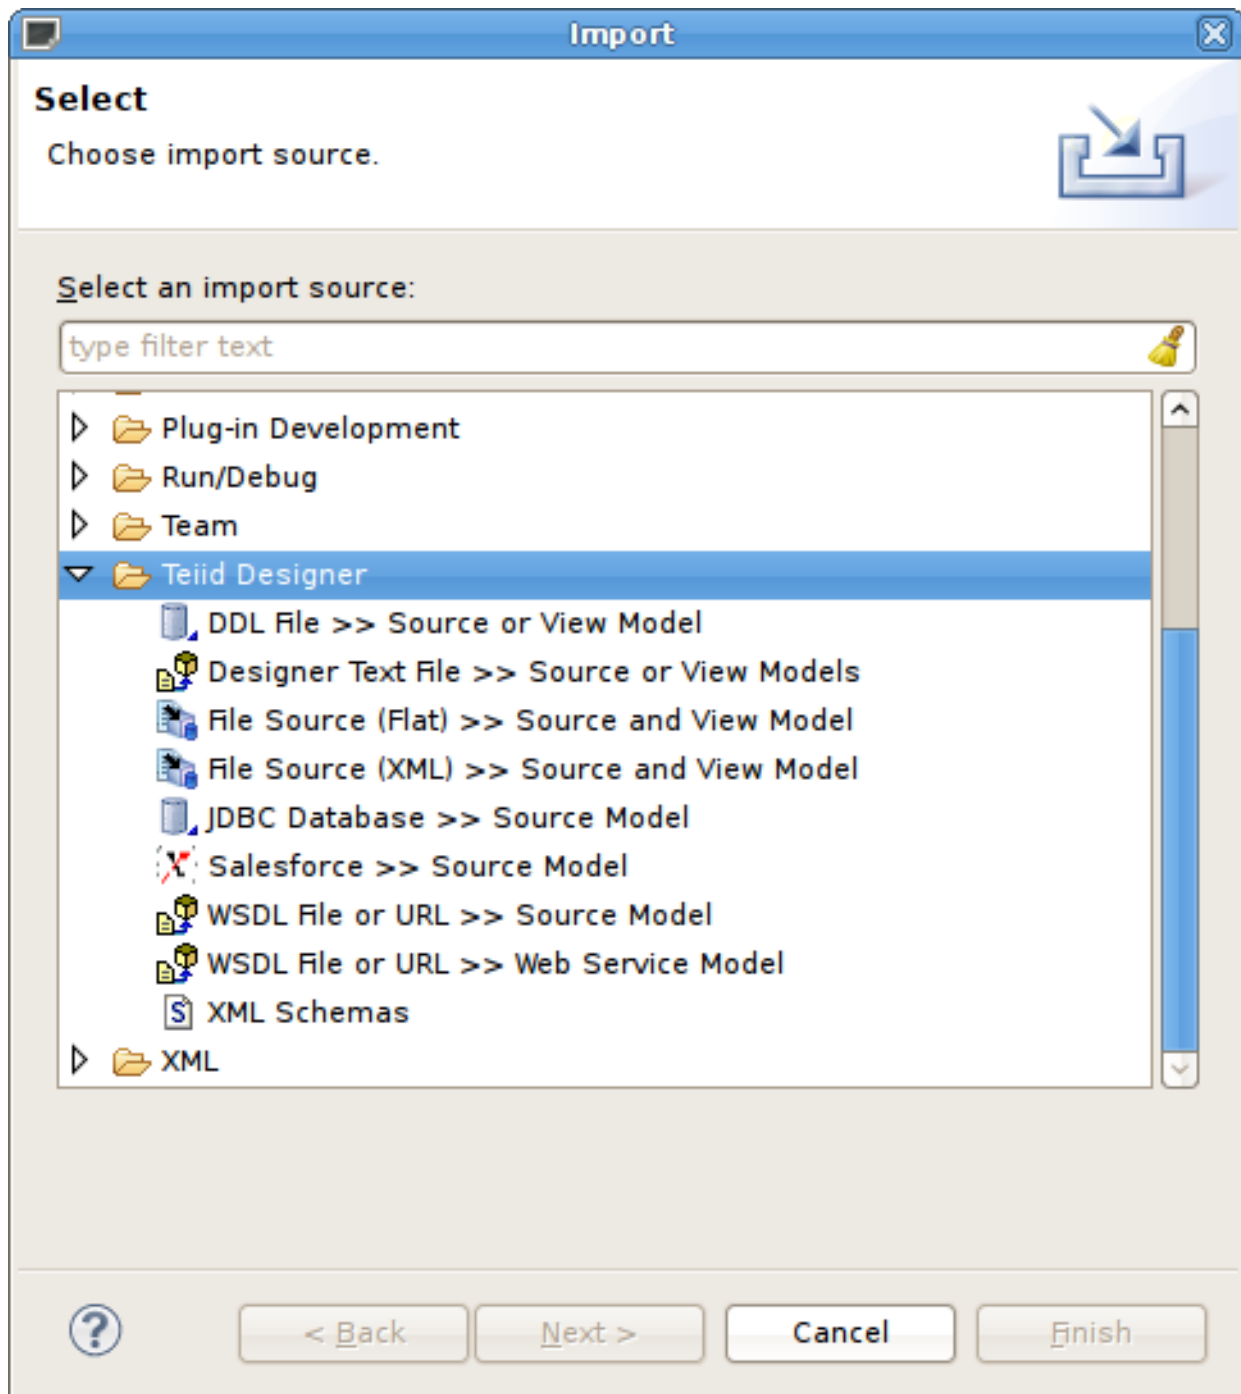 Import
Select
Choose import source.
Select an import source:
type filter text
Plug-in Development
Run/Debug
Team
Teiid Designer
DDL File >> Source or View Model
Designer Text File >> Source or View Models
File Source (Flat) >> Source and View Model
File Source (XML) >> Source and View Model
JDBC Database >> Source Model
Salesforce >> Source Model
WSDL File or URL >> Source Model
WSDL File or URL >> Web Service Model
XML Schemas
XML
< Back Next > Cancel Finish